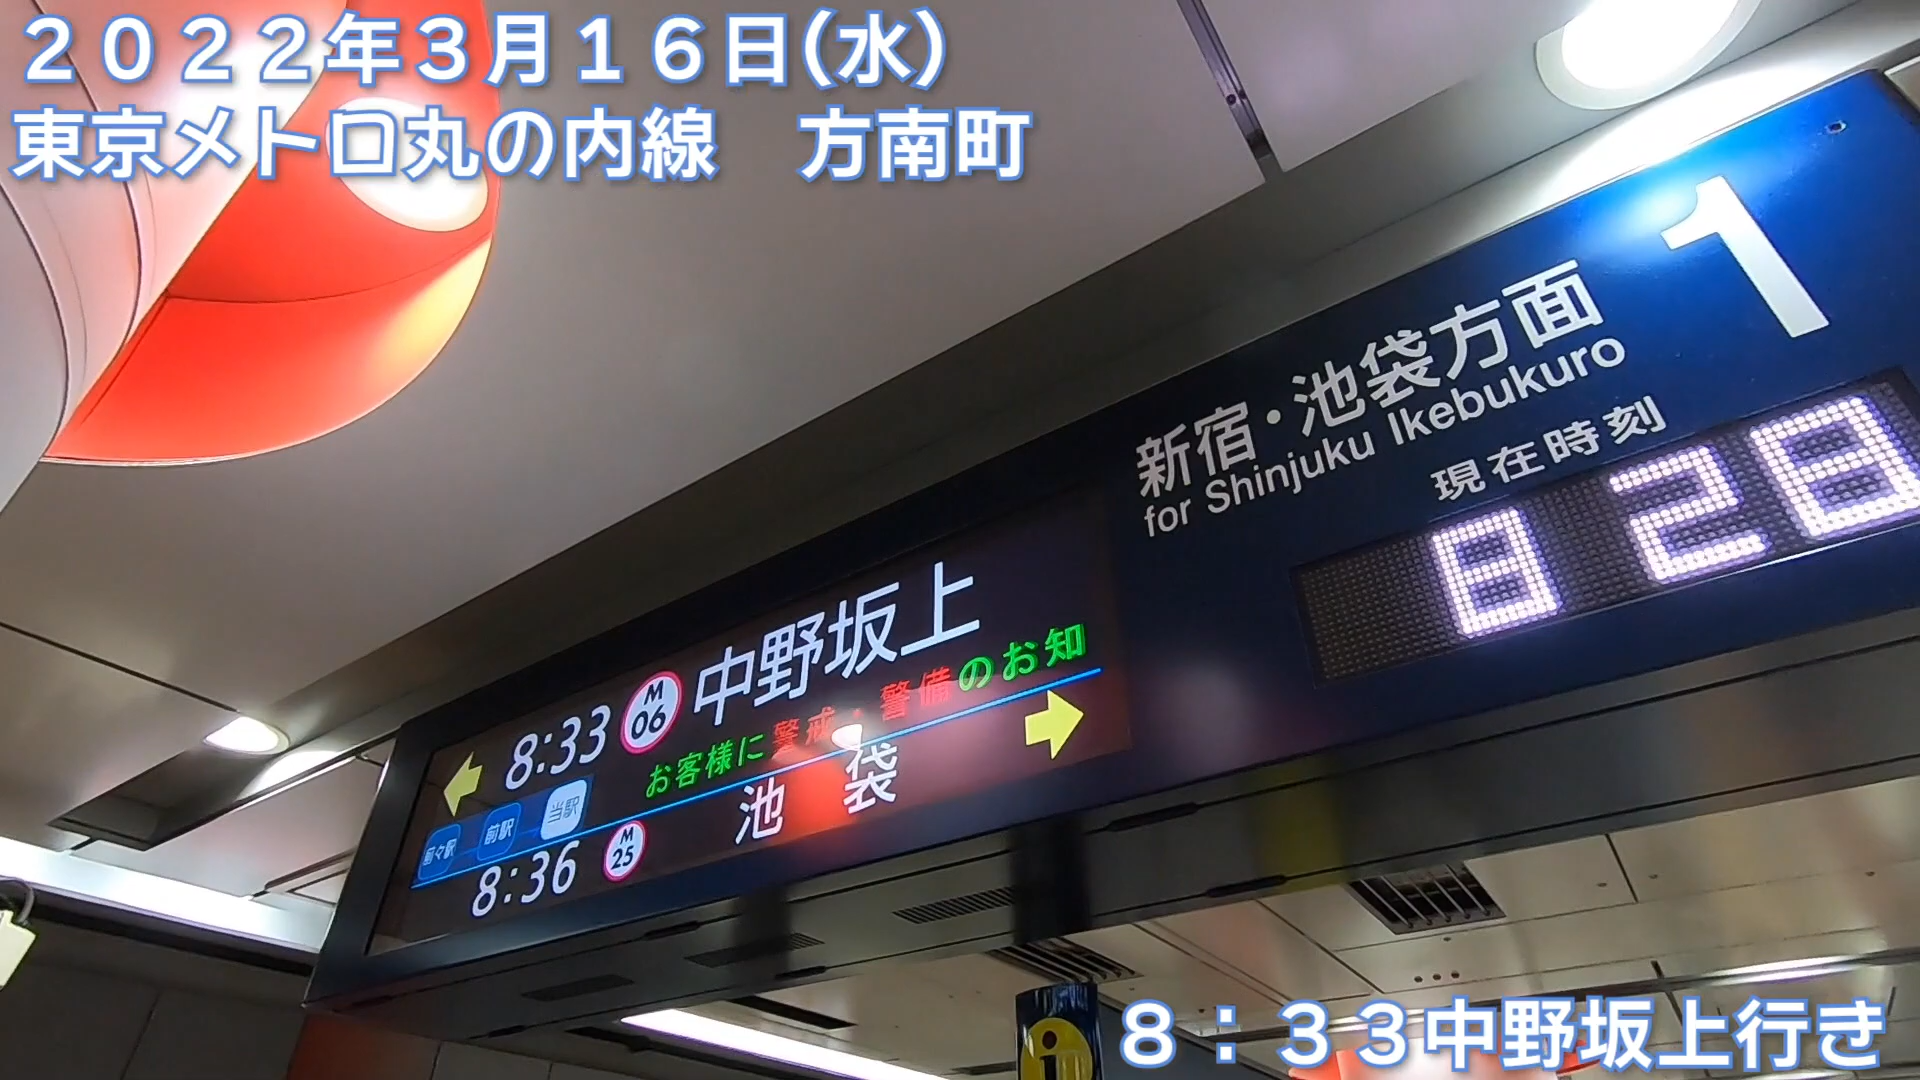 ２０２２年３月１６日(水)
東京メトロ丸の内線　方南町
1
新宿・池袋方面
for Shinjuku Ikebukuro
現在時刻
8 28
8:33 M 06 中野坂上
お客様に 警戒・警備のお知
前々駅 前駅 当駅
8:36 M 25 池 袋
i
８：３３中野坂上行き